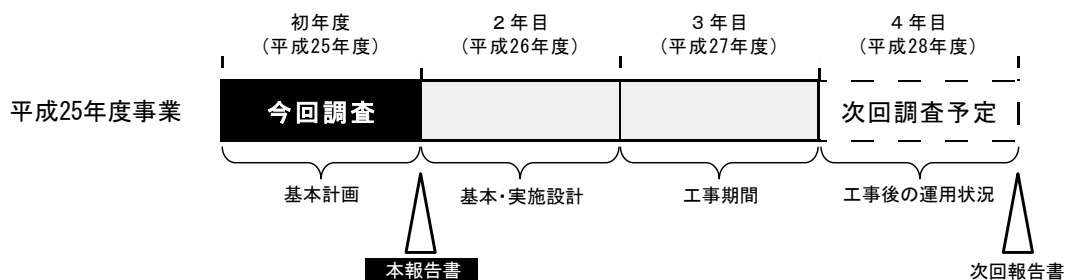 初年度 ２年目 ３年目 ４年目
（平成25年度） （平成26年度） （平成27年度） （平成28年度）
平成25年度事業 今回調査 次回調査予定
基本計画 基本・実施設計 工事期間 工事後の運用状況
本報告書 次回報告書